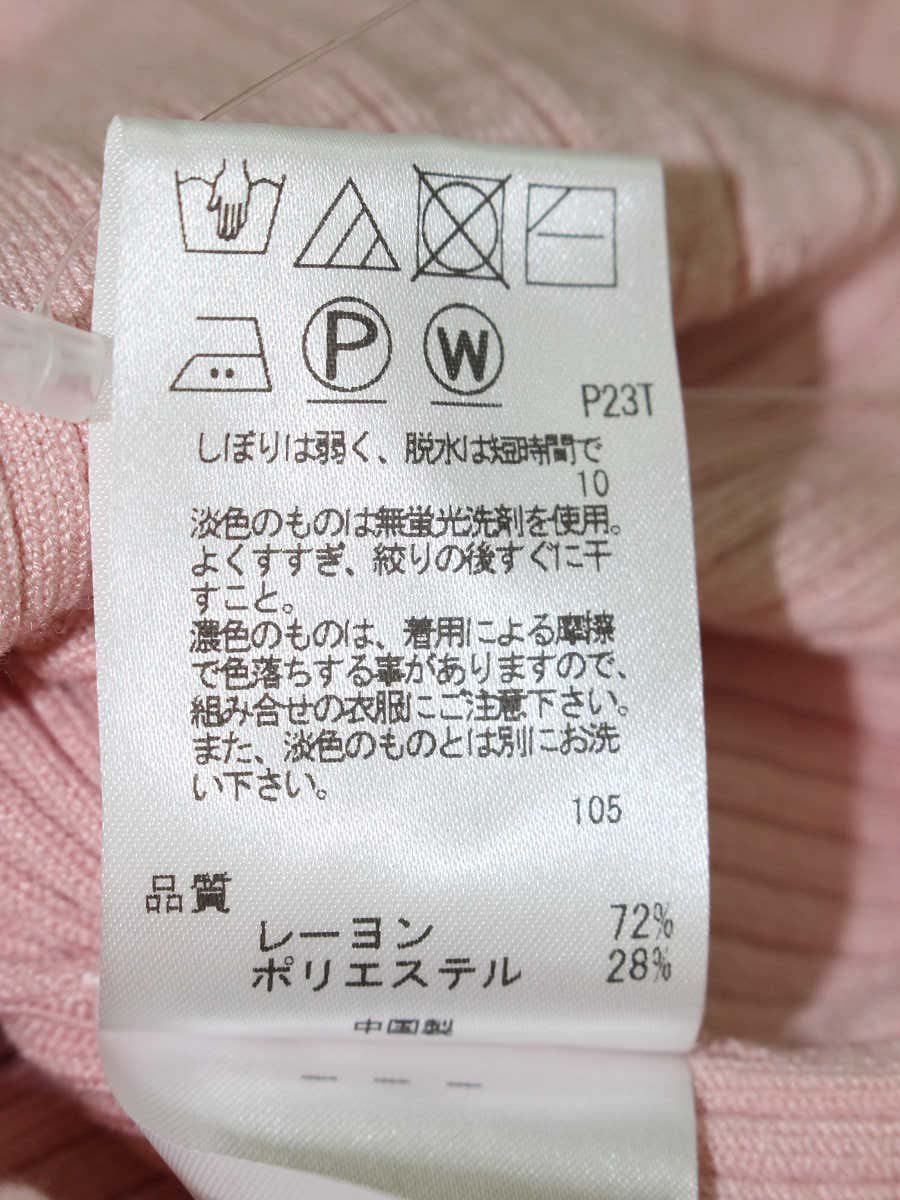 P W
P23T
しぼりは弱く、脱水は短時間で
10
淡色のものは無蛍光洗剤を使用。
よくすすぎ、絞りの後すぐに干
すこと。
濃色のものは、着用による摩擦
で色落ちする事がありますので、
組み合せの衣服にご注意下さい。
また、淡色のものとは別にお洗
い下さい。
105
品質
レーヨン 72%
ポリエステル 28%
中国製